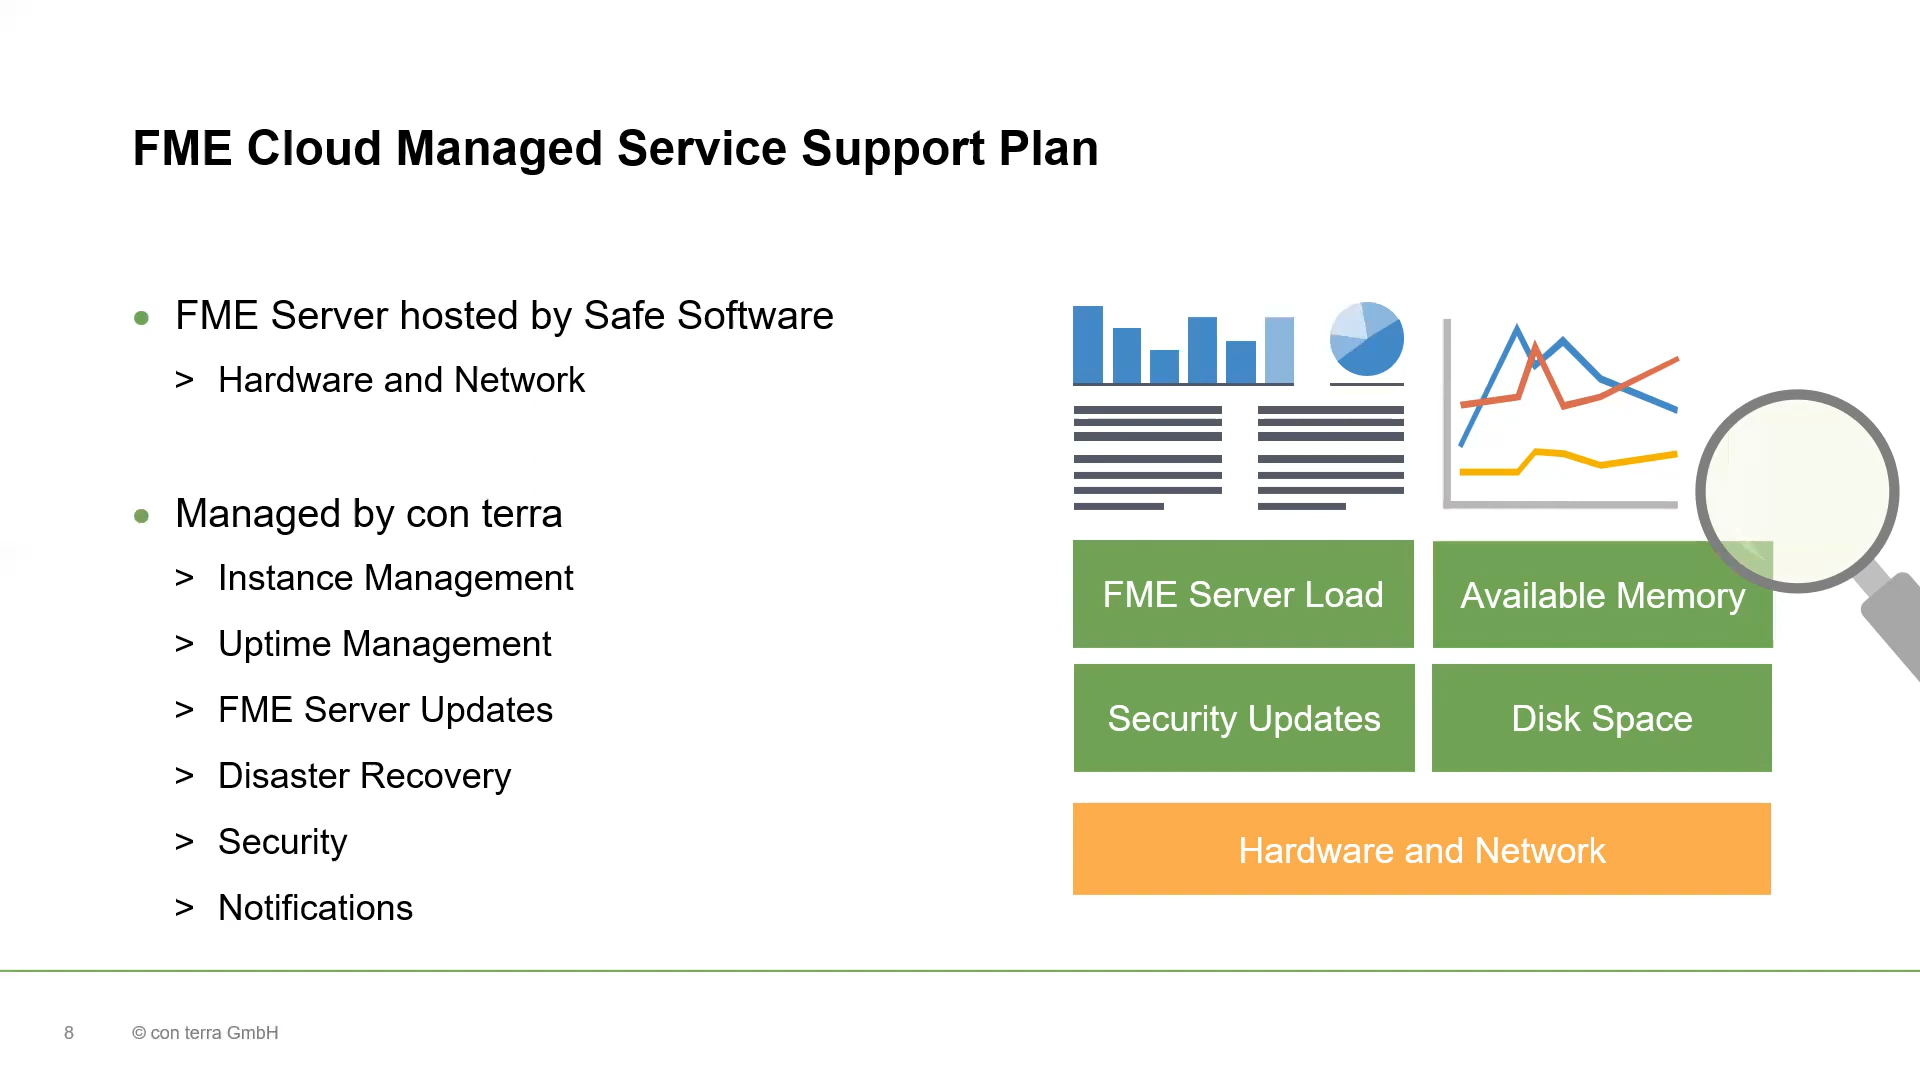 FME Cloud Managed Service Support Plan
• FME Server hosted by Safe Software
> Hardware and Network
• Managed by con terra
> Instance Management
> Uptime Management
> FME Server Updates
> Disaster Recovery
> Security
> Notifications
FME Server Load
Available Memory
Security Updates
Disk Space
Hardware and Network
8
© con terra GmbH